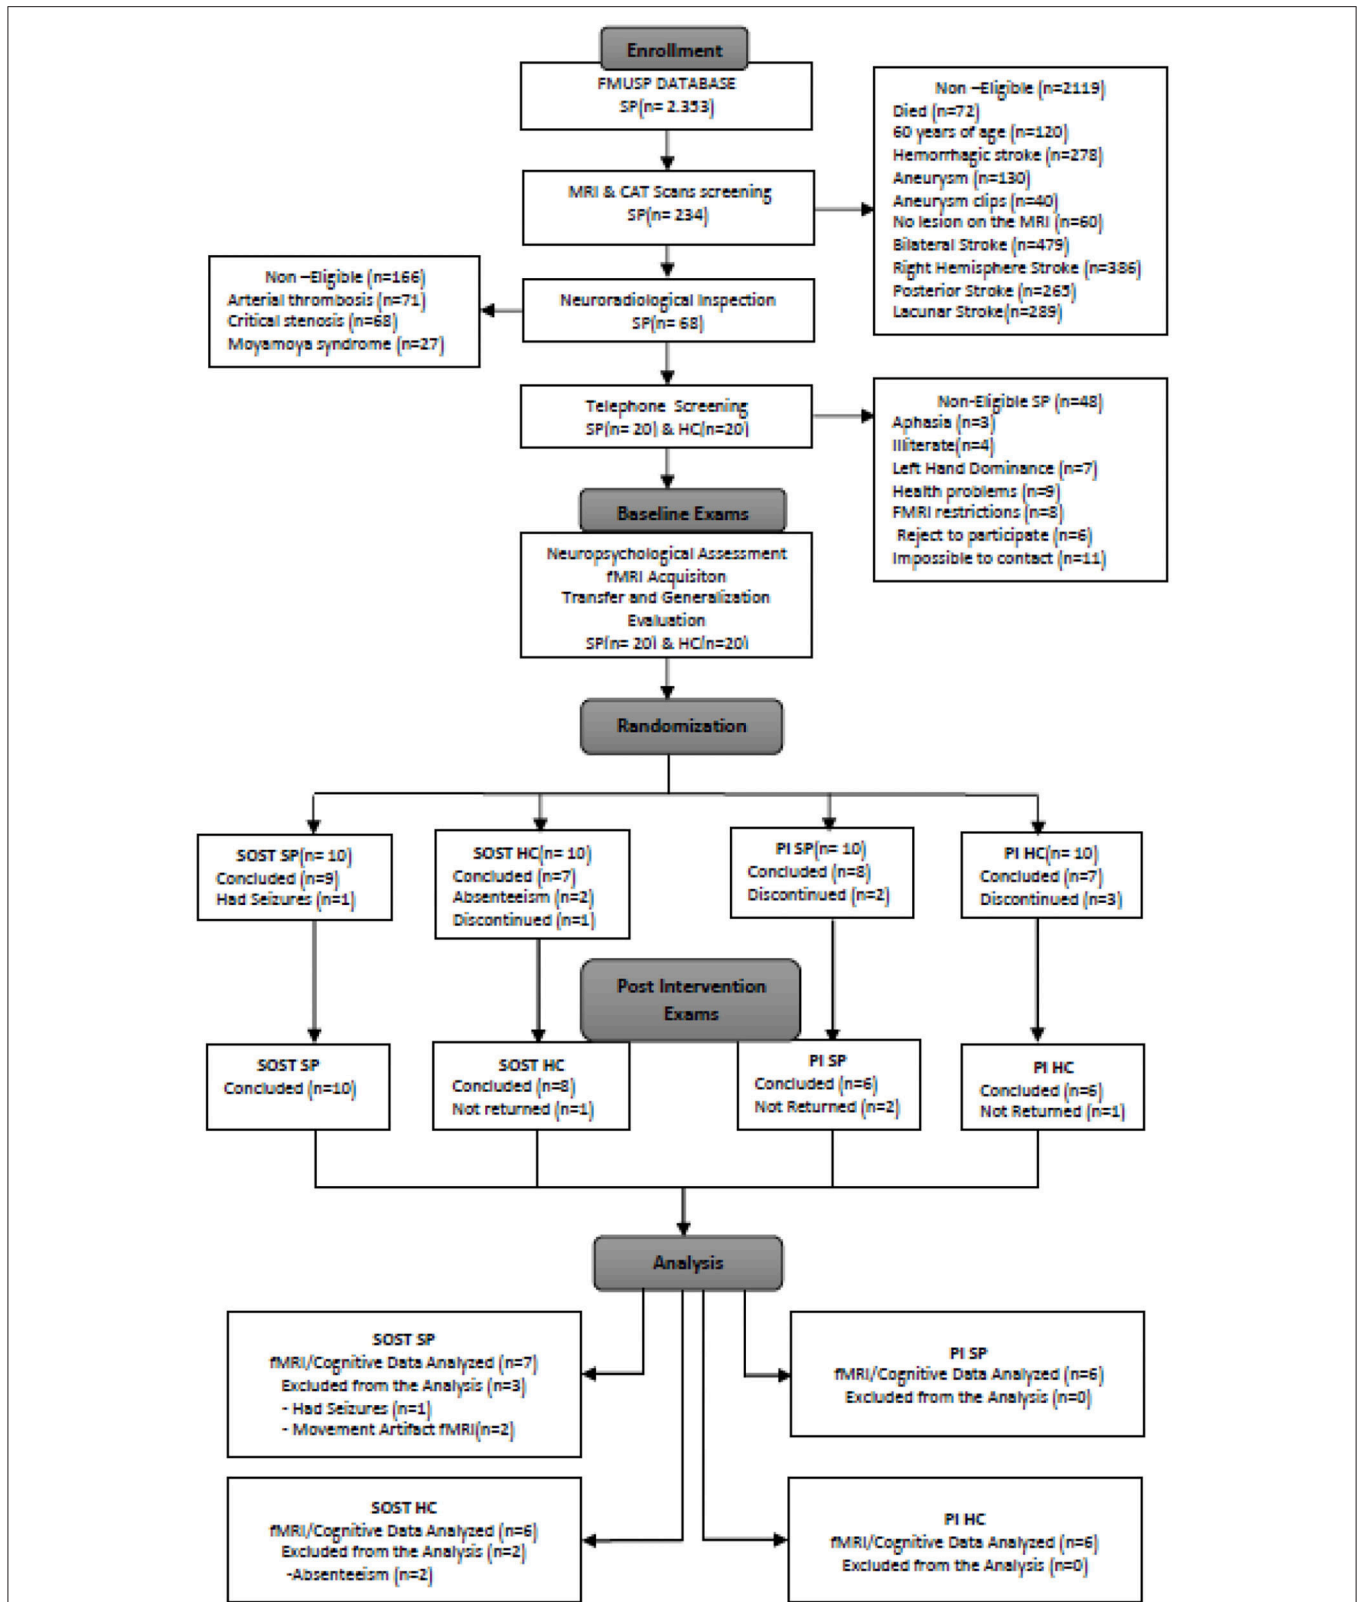 Enrollment
FMUSP DATABASE
SP(n= 2.353)
Non –Eligible (n=2119)
Died (n=72)
60 years of age (n=120)
Hemorrhagic stroke (n=278)
Aneurysm (n=130)
Aneurysm clips (n=40)
No lesion on the MRI (n=60)
Bilateral Stroke (n=479)
Right Hemisphere Stroke (n=386)
Posterior Stroke (n=265)
Lacunar Stroke(n=289)
MRI & CAT Scans screening
SP(n= 234)
Non –Eligible (n=166)
Arterial thrombosis (n=71)
Critical stenosis (n=68)
Moyamoya syndrome (n=27)
Neuroradiological Inspection
SP(n= 68)
Telephone Screening
SP(n= 20) & HC(n=20)
Non-Eligible SP (n=48)
Aphasia (n=3)
Illiterate(n=4)
Left Hand Dominance (n=7)
Health problems (n=9)
FMRI restrictions (n=8)
Reject to participate (n=6)
Impossible to contact (n=11)
Baseline Exams
Neuropsychological Assessment
fMRI Acquisiton
Transfer and Generalization
Evaluation
SP(n= 20) & HC(n=20)
Randomization
SOST SP(n= 10)
Concluded (n=9)
Had Seizures (n=1)
SOST HC(n= 10)
Concluded (n=7)
Absenteeism (n=2)
Discontinued (n=1)
PI SP(n= 10)
Concluded (n=8)
Discontinued (n=2)
PI HC(n= 10)
Concluded (n=7)
Discontinued (n=3)
Post Intervention
Exams
SOST SP
Concluded (n=10)
SOST HC
Concluded (n=8)
Not returned (n=1)
PI SP
Concluded (n=6)
Not Returned (n=2)
PI HC
Concluded (n=6)
Not Returned (n=1)
Analysis
SOST SP
fMRI/Cognitive Data Analyzed (n=7)
Excluded from the Analysis (n=3)
- Had Seizures (n=1)
- Movement Artifact fMRI(n=2)
PI SP
fMRI/Cognitive Data Analyzed (n=6)
Excluded from the Analysis (n=0)
SOST HC
fMRI/Cognitive Data Analyzed (n=6)
Excluded from the Analysis (n=2)
-Absenteeism (n=2)
PI HC
fMRI/Cognitive Data Analyzed (n=6)
Excluded from the Analysis (n=0)